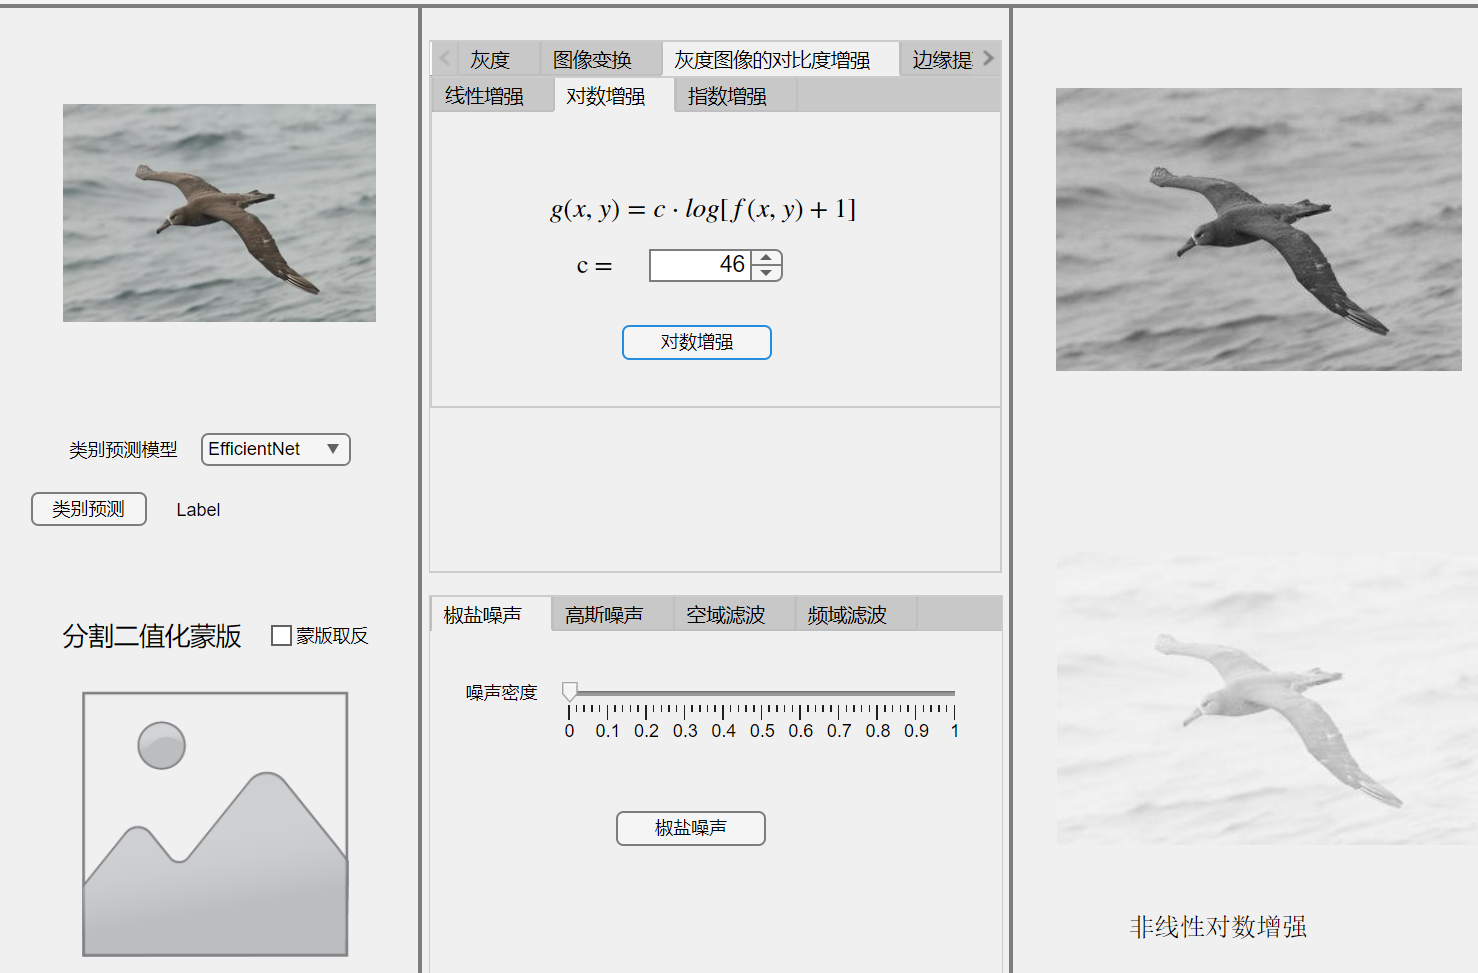 灰度 图像变换 灰度图像的对比度增强 边缘提
线性增强 对数增强 指数增强
g(x, y) = c · log[f(x, y) + 1]
c = 46
对数增强
类别预测模型 EfficientNet
类别预测 Label
分割二值化蒙版 蒙版取反
椒盐噪声 高斯噪声 空域滤波 频域滤波
噪声密度
0 0.1 0.2 0.3 0.4 0.5 0.6 0.7 0.8 0.9 1
椒盐噪声
非线性对数增强